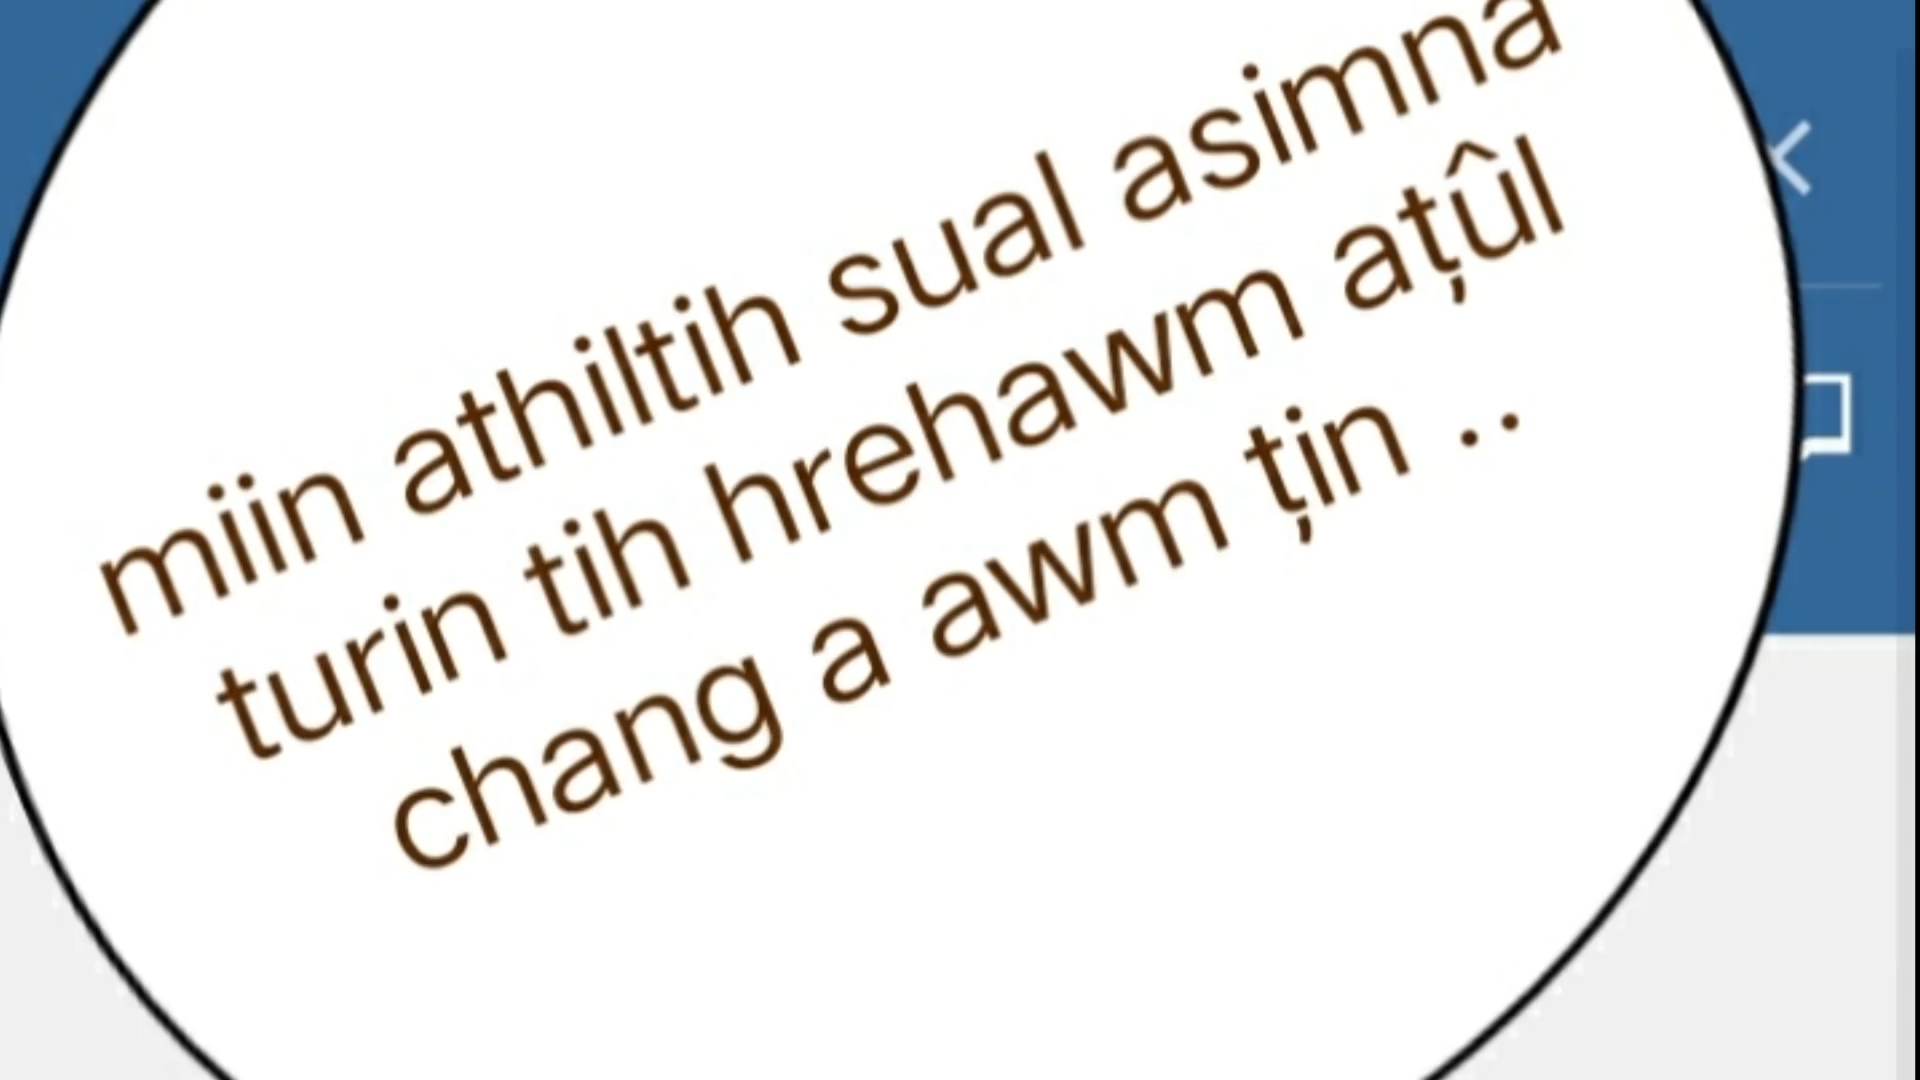 miin athiltih sual asimna
turin tih hrehawm aṭûl
chang a awm ṭin ..